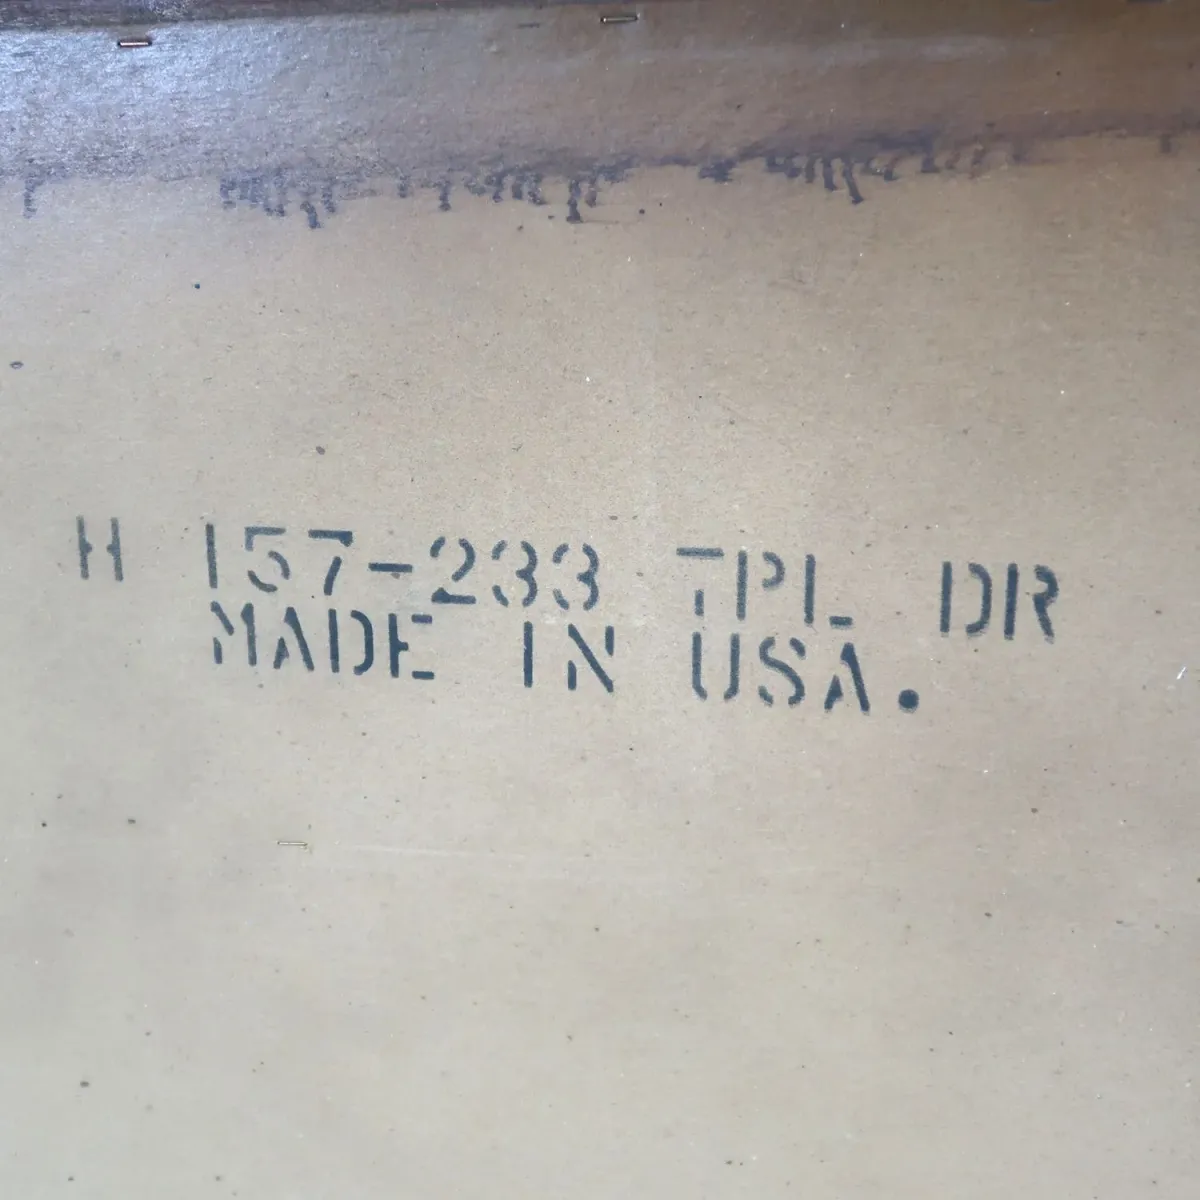 H 157-233 TPL DR
MADE IN USA.